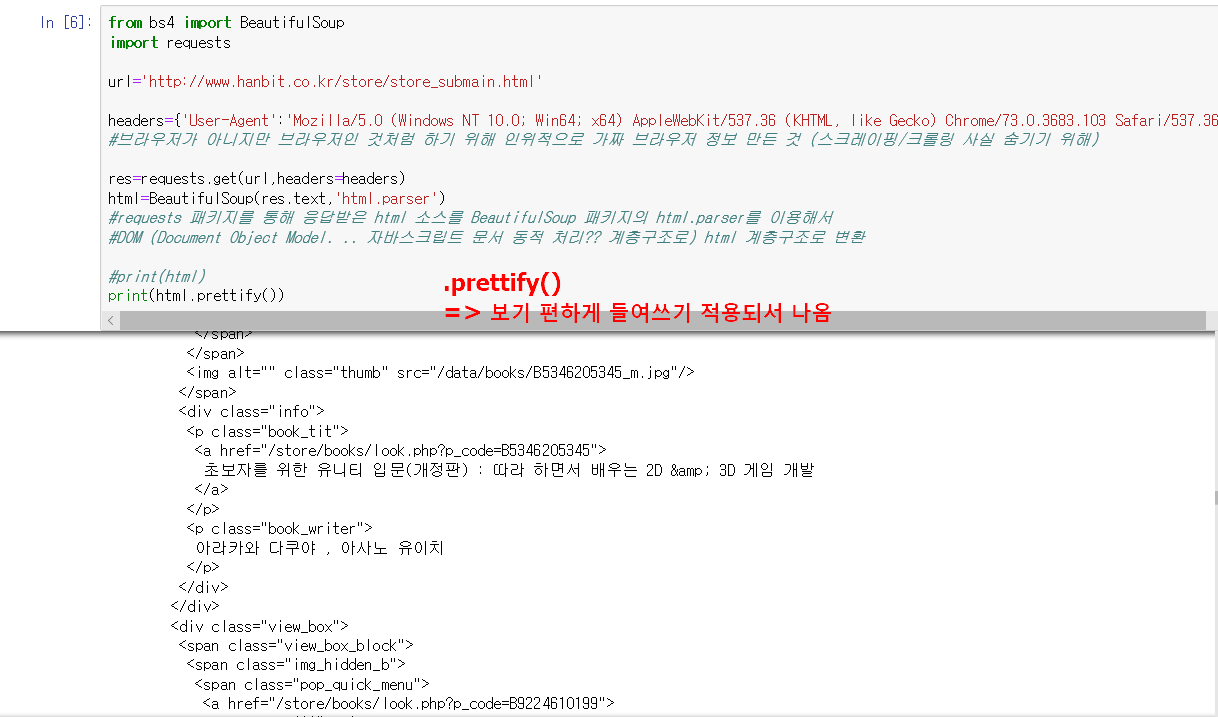 In [6]:
from bs4 import BeautifulSoup
import requests
url='http://www.hanbit.co.kr/store/store_submain.html'
headers={'User-Agent':'Mozilla/5.0 (Windows NT 10.0; Win64; x64) AppleWebKit/537.36 (KHTML, like Gecko) Chrome/73.0.3683.103 Safari/537.36
#브라우저가 아니지만 브라우저인 것처럼 하기 위해 인위적으로 가짜 브라우저 정보 만든 것 (스크레이핑/크롤링 사실 숨기기 위해)
res=requests.get(url,headers=headers)
html=BeautifulSoup(res.text,'html.parser')
#requests 패키지를 통해 응답받은 html 소스를 BeautifulSoup 패키지의 html.parser를 이용해서
#DOM (Document Object Model. .. 자바스크립트 문서 동적 처리?? 계층구조로) html 계층구조로 변환
#print(html)
print(html.prettify())
.prettify()
=> 보기 편하게 들여쓰기 적용되서 나옴
</span>
</span>
<img alt="" class="thumb" src="/data/books/B5346205345_m.jpg"/>
</span>
<div class="info">
<p class="book_tit">
<a href="/store/books/look.php?p_code=B5346205345">
초보자를 위한 유니티 입문(개정판) : 따라 하면서 배우는 2D &amp; 3D 게임 개발
</a>
</p>
<p class="book_writer">
아라카와 다쿠야 , 아사노 유이치
</p>
</div>
</div>
<div class="view_box">
<span class="view_box_block">
<span class="img_hidden_b">
<span class="pop_quick_menu">
<a href="/store/books/look.php?p_code=B9224610199">